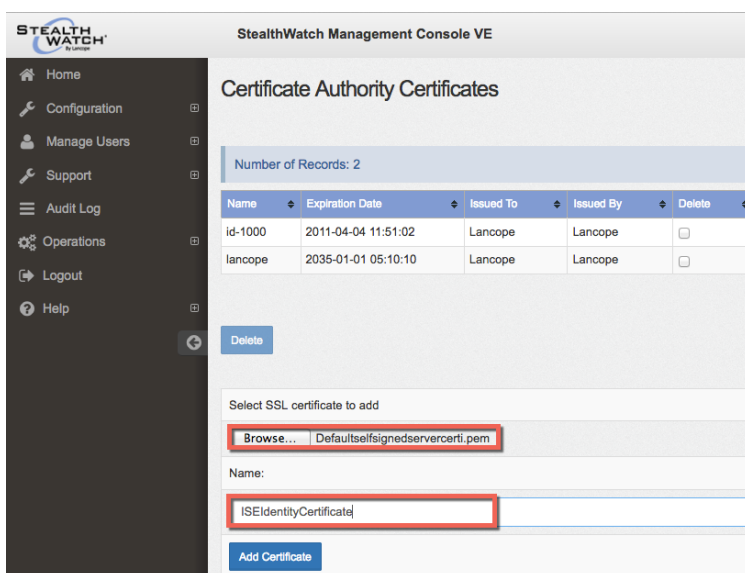 STEALTH
WATCH
By Lancope
StealthWatch Management Console VE
Home
Configuration
Manage Users
Support
Audit Log
Operations
Logout
Help
Certificate Authority Certificates
Number of Records: 2
Name Expiration Date Issued To Issued By Delete
id-1000 2011-04-04 11:51:02 Lancope Lancope
lancope 2035-01-01 05:10:10 Lancope Lancope
Delete
Select SSL certificate to add
Browse... Defaultselfsignedservercerti.pem
Name:
ISEIdentityCertificate
Add Certificate